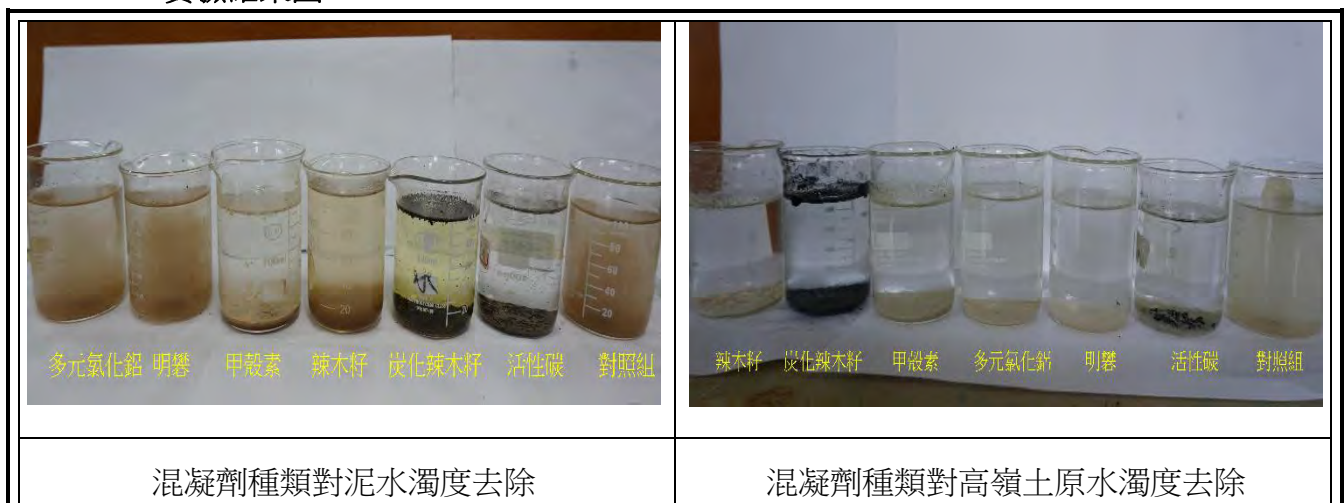 多元氯化鋁 明礬 甲殼素 辣木籽 炭化辣木籽 活性碳 對照組
辣木籽 炭化辣木籽 甲殼素 多元氯化鋁 明礬 活性碳 對照組
混凝劑種類對泥水濁度去除
混凝劑種類對高嶺土原水濁度去除